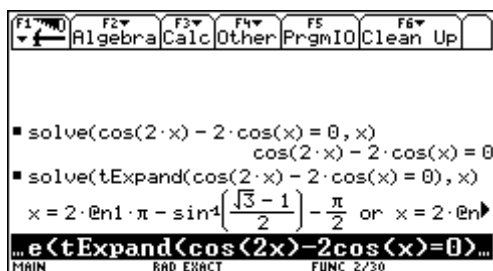 F1 F2 F3 F4 F5 F6
Algebra Calc Other PrgmIO Clean Up
▪ solve(cos(2·x) − 2·cos(x) = 0, x)
cos(2·x) − 2·cos(x) = 0
▪ solve(tExpand(cos(2·x) − 2·cos(x) = 0), x)
x = 2·@n1·π − sin⁻¹((√3 − 1)/2) − π/2 or x = 2·@n▶
…e(tExpand(cos(2x)-2cos(x)=0)…
MAIN RAD EXACT FUNC 2/30